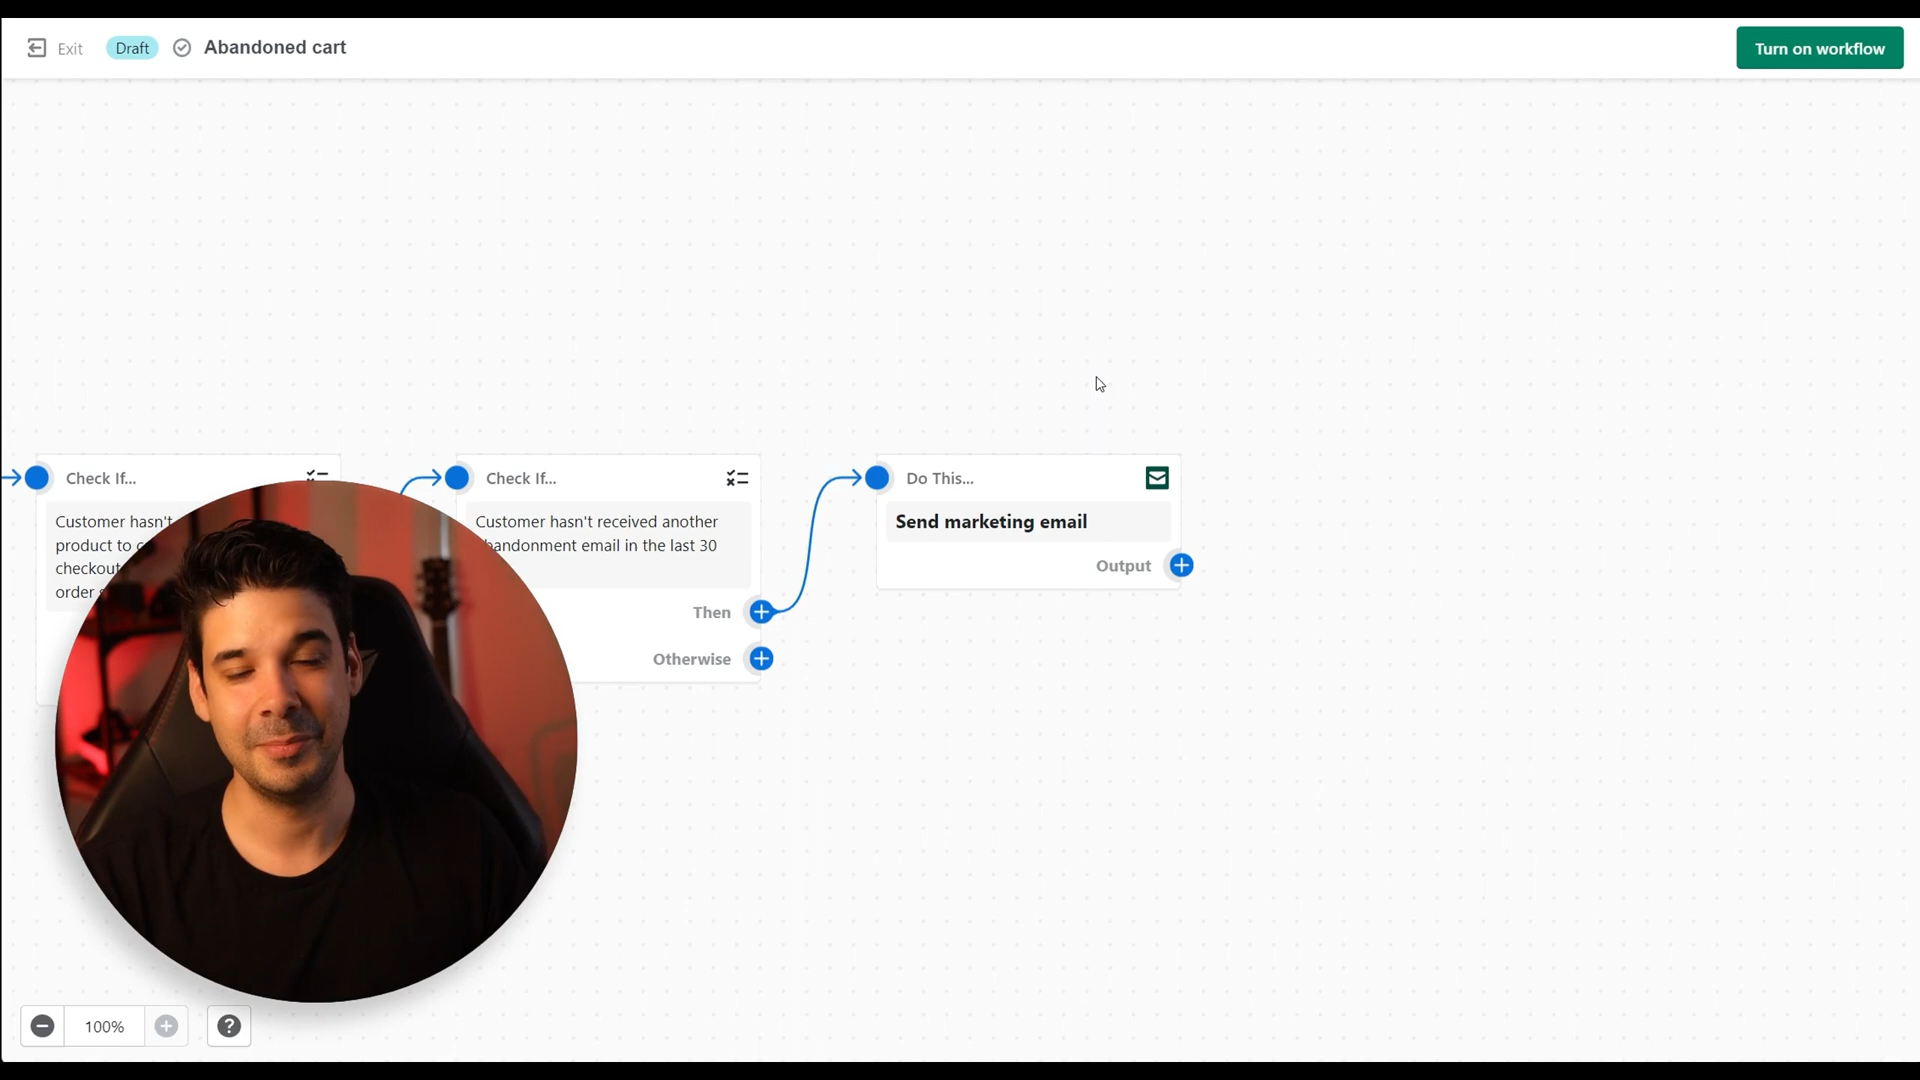 Exit
Draft
Abandoned cart
Turn on workflow
Check If...
Customer hasn't
product to
checkout
order
Check If...
Customer hasn't received another
email in the last 30
Then
Otherwise
Do This...
Send marketing email
Output
100%